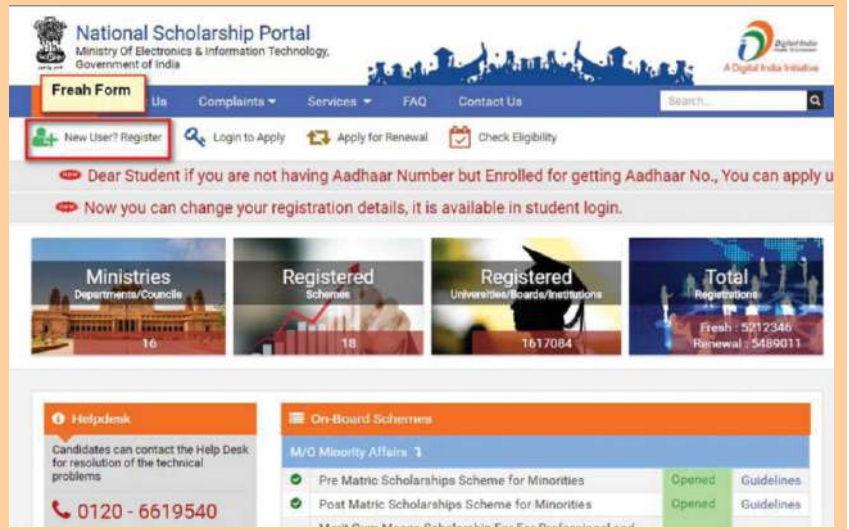 National Scholarship Portal
Ministry Of Electronics & Information Technology,
Government of India
Digital India
A Digital India Initiative
Freah Form
Us
Complaints
Services
FAQ
Contact Us
Search...
New User? Register
Login to Apply
Apply for Renewal
Check Eligibility
new Dear Student if you are not having Aadhaar Number but Enrolled for getting Aadhaar No., You can apply u
new Now you can change your registration details, it is available in student login.
Ministries
Departments/Councils
16
Registered
Schemes
18
Registered
Universities/Boards/Institutions
1617084
Total
Registrations
Fresh : 5212346
Renewal : 5489011
Helpdesk
Candidates can contact the Help Desk
for resolution of the technical
problems
0120 - 6619540
On-Board Schemes
M/O Minority Affairs
Pre Matric Scholarships Scheme for Minorities Opened Guidelines
Post Matric Scholarships Scheme for Minorities Opened Guidelines